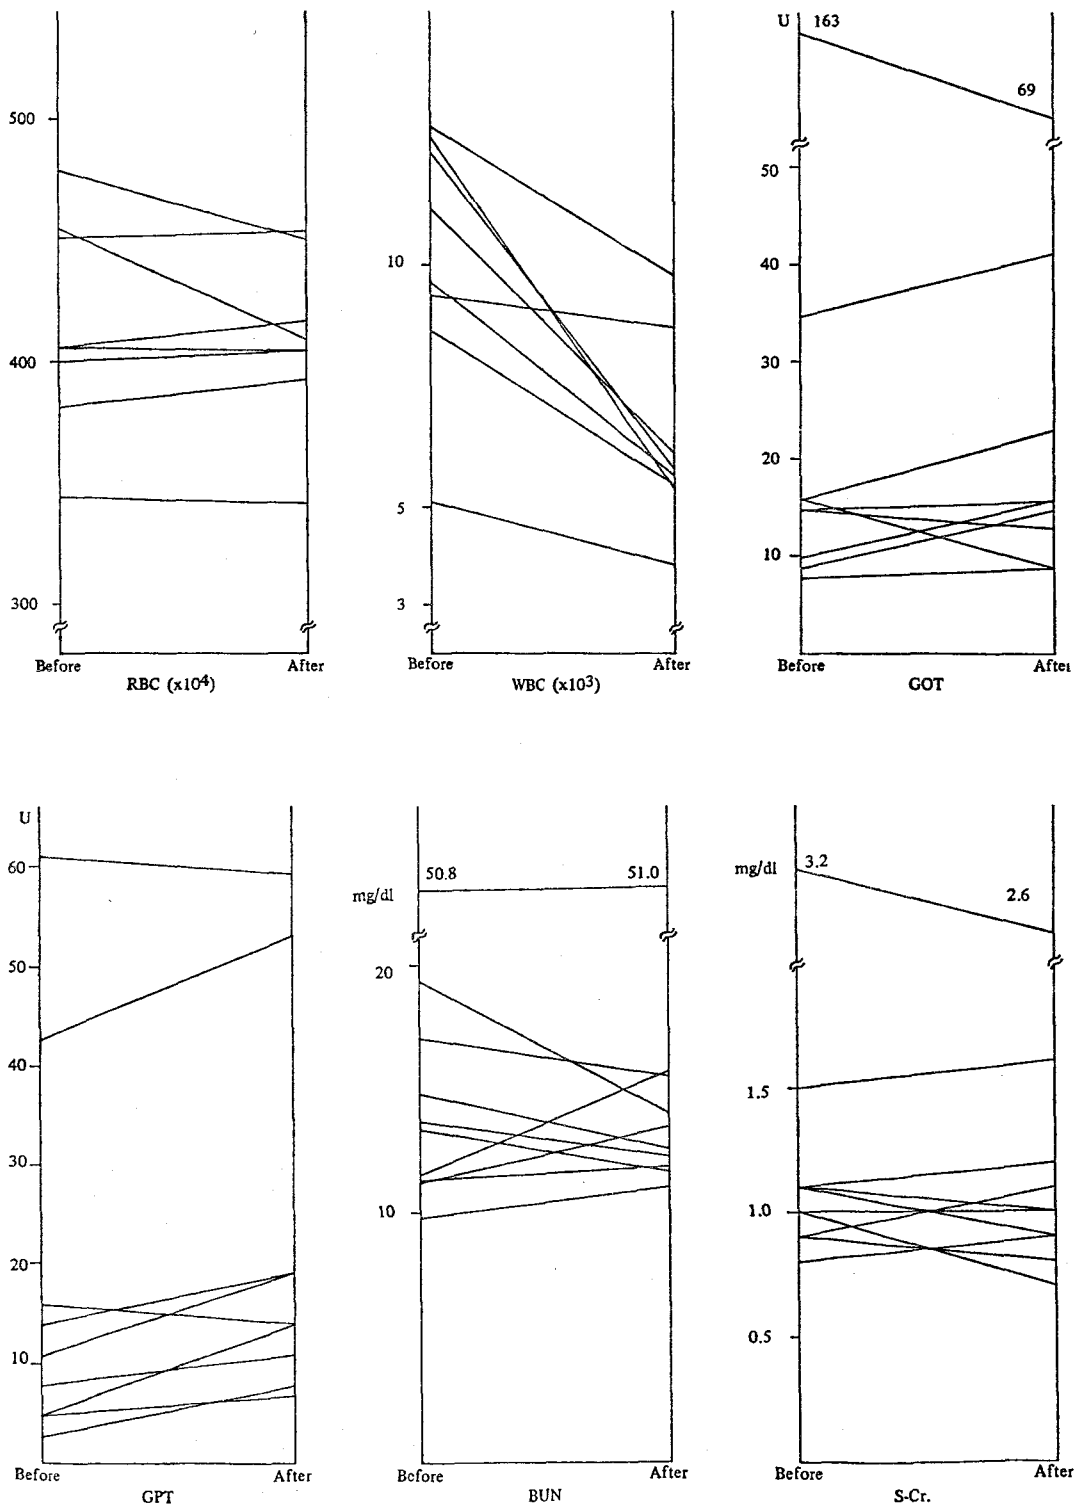 500
400
300
Before After
RBC (x10⁴)
10
5
3
Before After
WBC (x10³)
U 163
69
50
40
30
20
10
Before After
GOT
U
60
50
40
30
20
10
Before After
GPT
50.8 51.0
mg/dl
20
10
Before After
BUN
3.2
mg/dl
2.6
1.5
1.0
0.5
Before After
S-Cr.